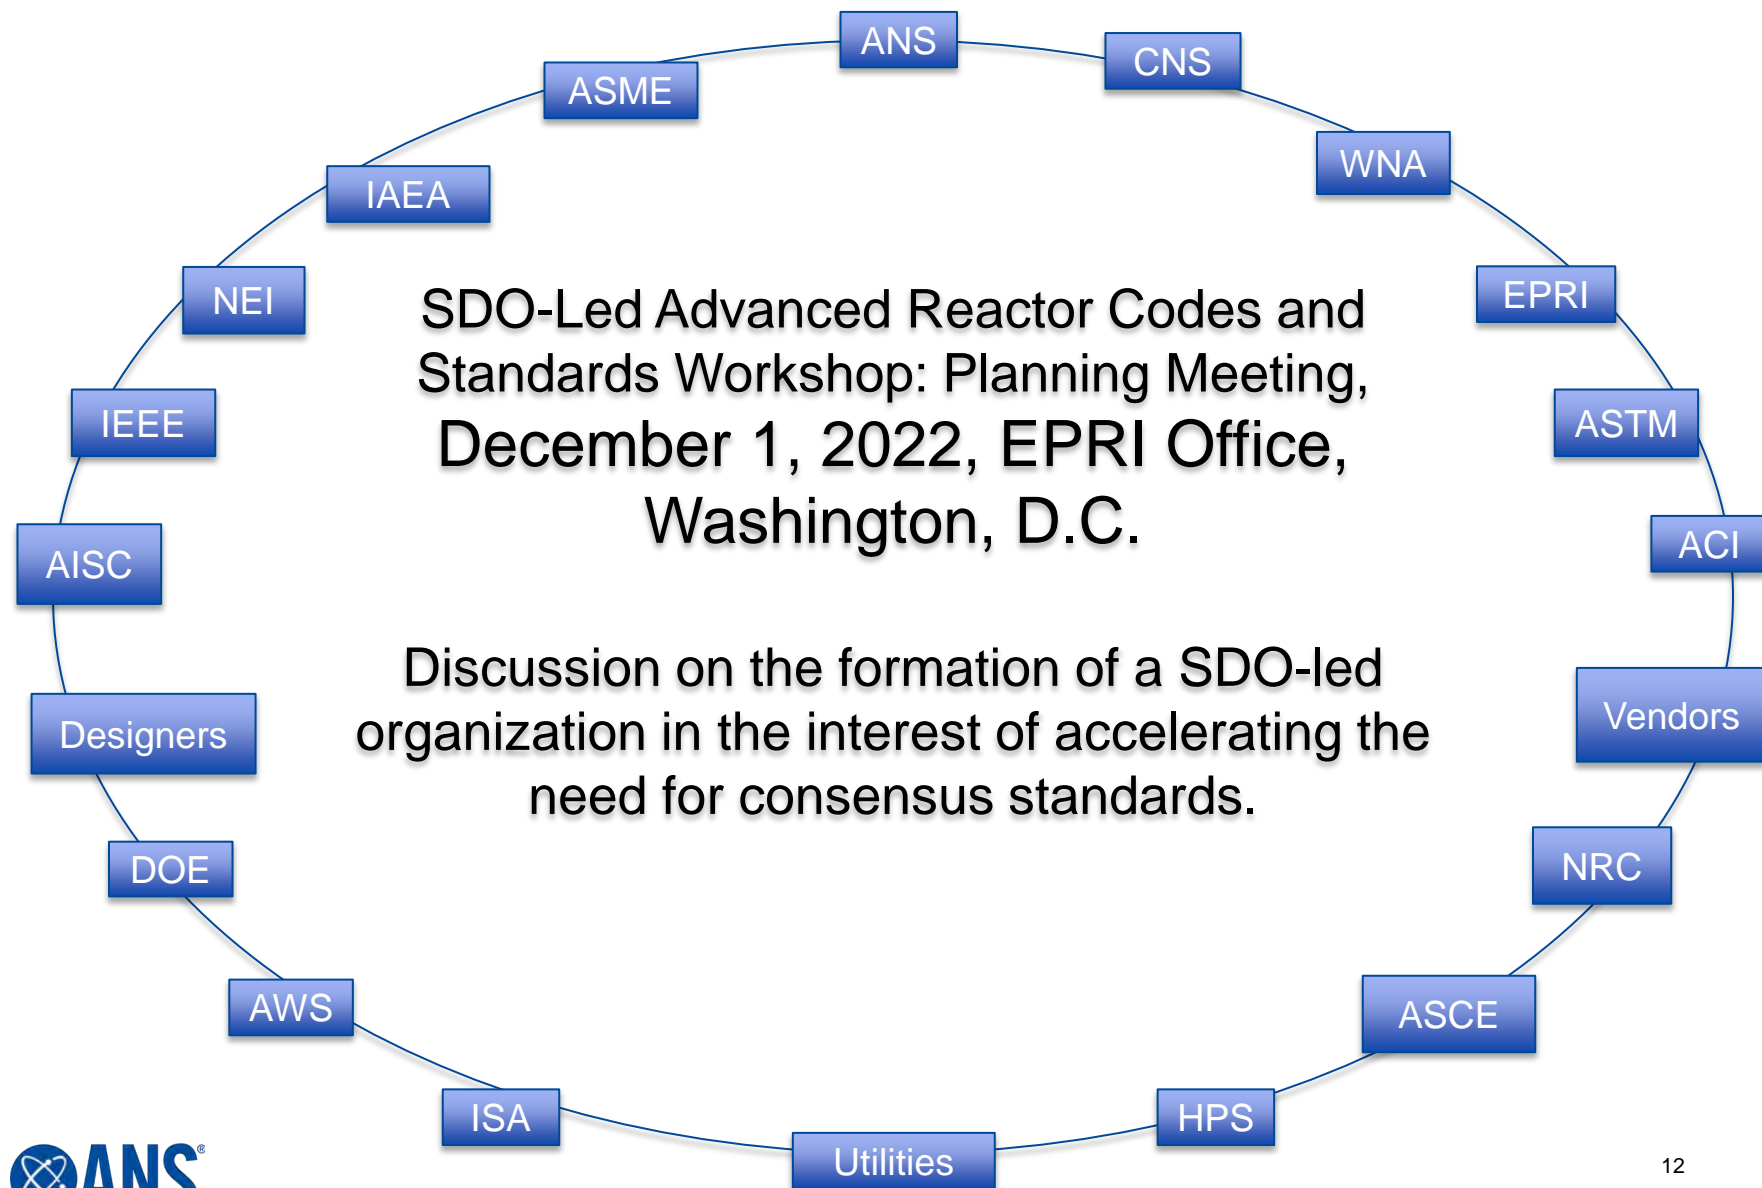 ANS
CNS
ASME
WNA
IAEA
NEI
EPRI
SDO-Led Advanced Reactor Codes and
Standards Workshop: Planning Meeting,
December 1, 2022, EPRI Office,
Washington, D.C.
IEEE
ASTM
AISC
ACI
Discussion on the formation of a SDO-led
organization in the interest of accelerating the
need for consensus standards.
Designers
Vendors
DOE
NRC
AWS
ASCE
ISA
HPS
Utilities
ANS®
12